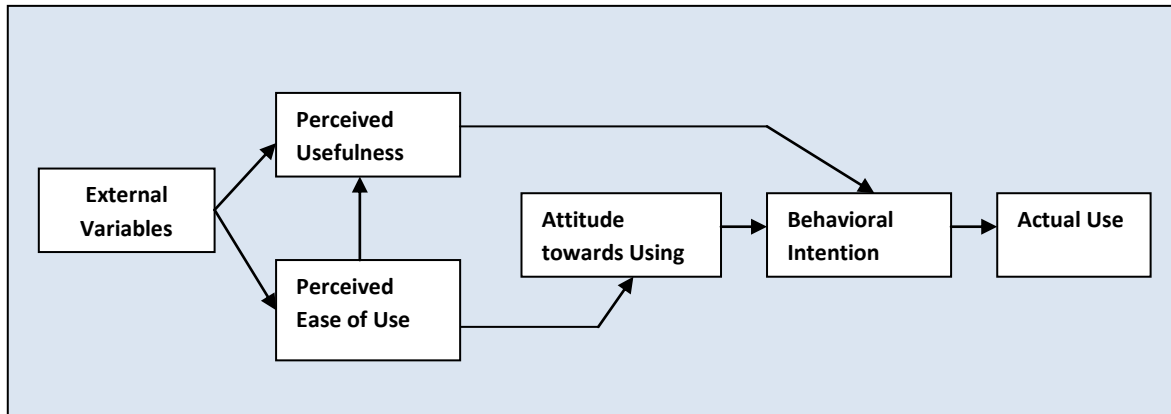 External
Variables
Perceived
Usefulness
Perceived
Ease of Use
Attitude
towards Using
Behavioral
Intention
Actual Use